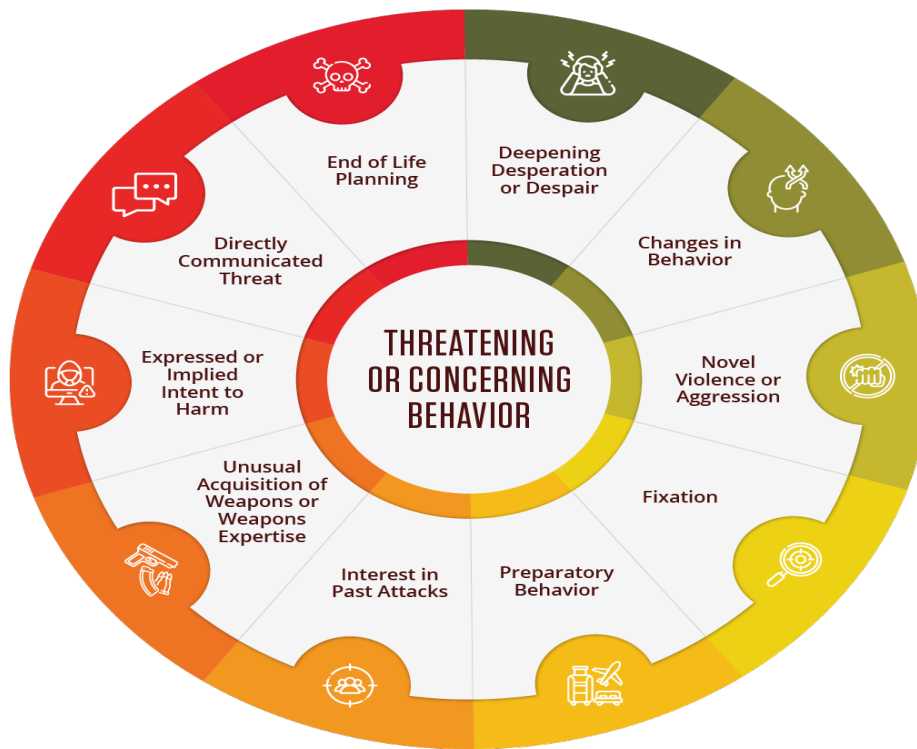 THREATENING
OR CONCERNING
BEHAVIOR
Deepening
Desperation
or Despair
Changes in
Behavior
Novel
Violence or
Aggression
Fixation
Preparatory
Behavior
Interest in
Past Attacks
Unusual
Acquisition of
Weapons or
Weapons
Expertise
Expressed or
Implied
Intent to
Harm
Directly
Communicated
Threat
End of Life
Planning